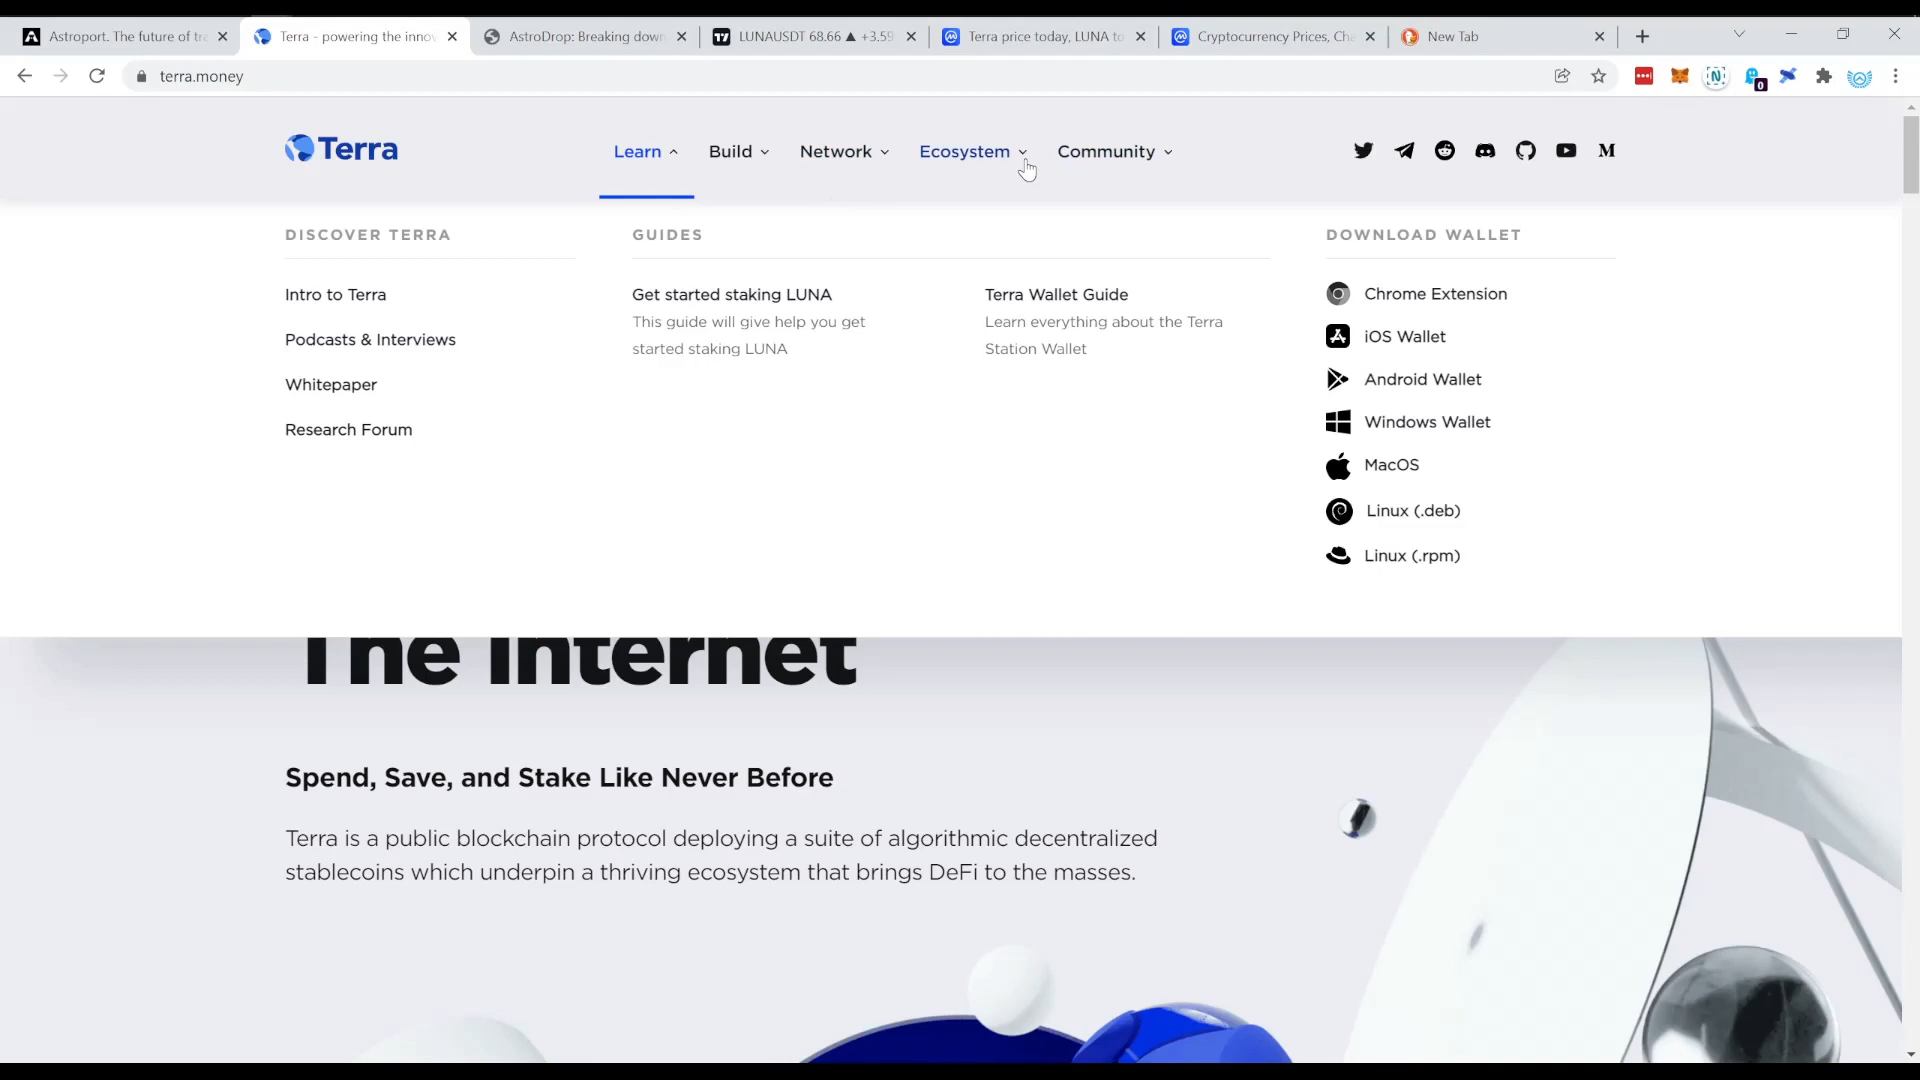 Astroport. The future of tra
Terra - powering the innov
AstroDrop: Breaking down
LUNAUSDT 68.66 ▲ +3.59
Terra price today, LUNA to
Cryptocurrency Prices, Cha
New Tab
terra.money
N
0
Terra
Learn
Build
Network
Ecosystem
Community
M
DISCOVER TERRA
Intro to Terra
Podcasts & Interviews
Whitepaper
Research Forum
GUIDES
Get started staking LUNA
This guide will give help you get
started staking LUNA
Terra Wallet Guide
Learn everything about the Terra
Station Wallet
DOWNLOAD WALLET
Chrome Extension
iOS Wallet
Android Wallet
Windows Wallet
MacOS
Linux (.deb)
Linux (.rpm)
The Internet
Spend, Save, and Stake Like Never Before
Terra is a public blockchain protocol deploying a suite of algorithmic decentralized
stablecoins which underpin a thriving ecosystem that brings DeFi to the masses.